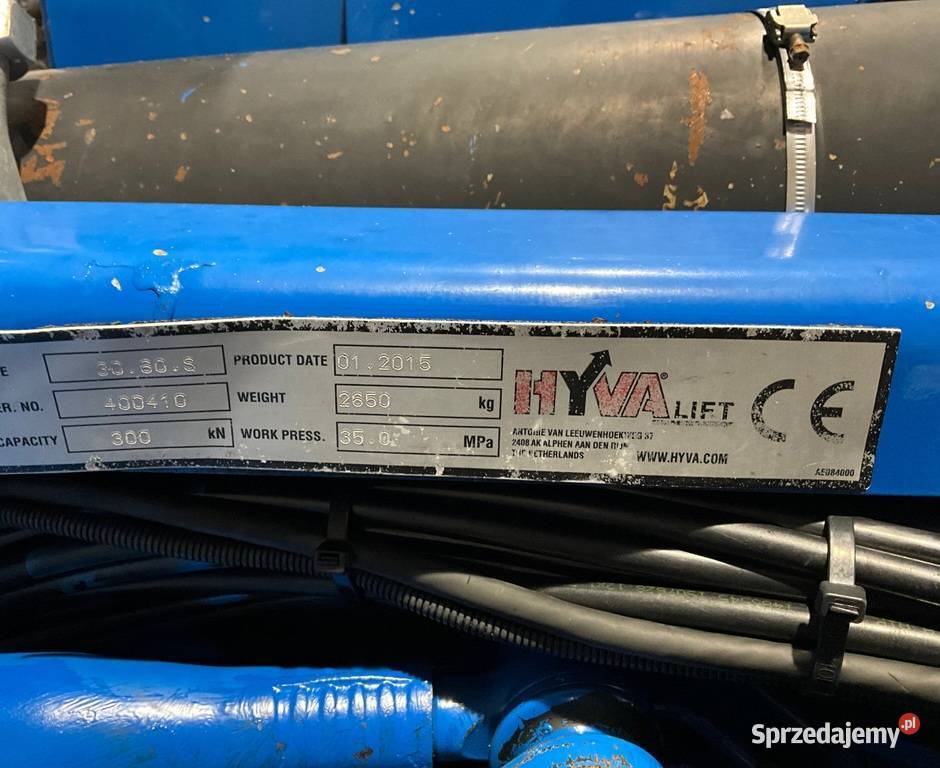 E 30.60.S PRODUCT DATE 01.2015
ER. NO. 400410 WEIGHT 2650 kg
CAPACITY 300 kN WORK PRESS. 35.0 MPa
HYVA® LIFT
ANTONIE VAN LEEUWENHOEKWEG 37
2408 AK ALPHEN AAN DEN RIJN
THE NETHERLANDS WWW.HYVA.COM
CE
AE084000
Sprzedajemy.pl